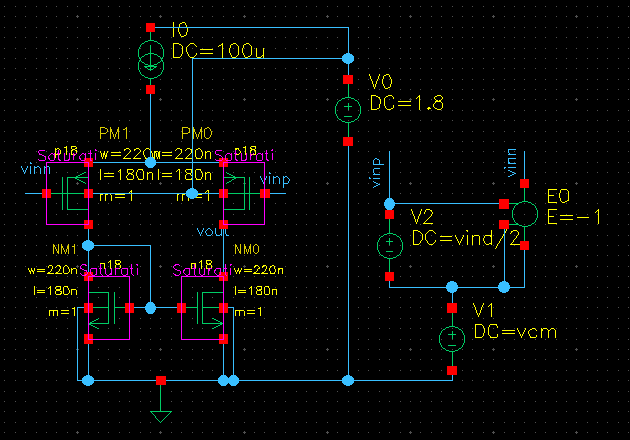 I0
DC=100u
V0
DC=1.8
PM1
PM0
w=220n
w=220n
l=180n
l=180n
m=1
m=1
p18
p18
Saturati
Saturati
vinn
vinp
vout
NM1
NM0
w=220n
w=220n
l=180n
l=180n
m=1
m=1
n18
n18
Saturati
Saturati
vinp
vinn
E0
E=-1
V2
DC=vind/2
V1
DC=vcm